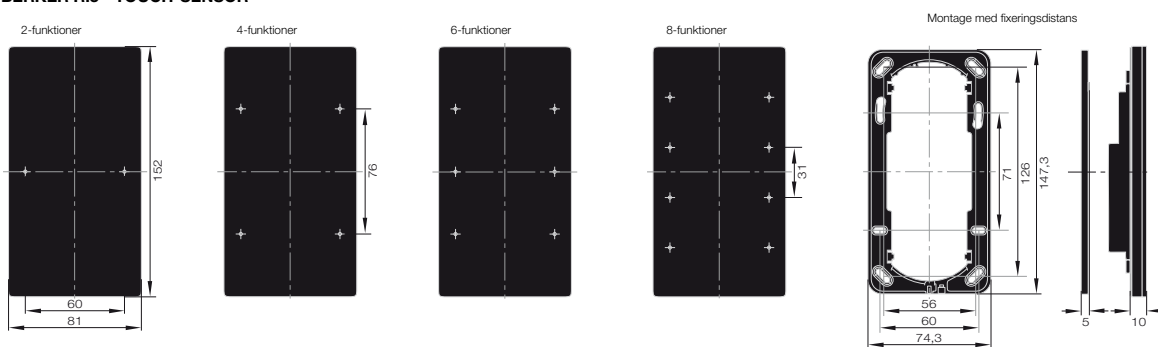 2-funktioner
4-funktioner
6-funktioner
8-funktioner
Montage med fixeringsdistans
152
60
81
76
31
71
126
147,3
56
60
74,3
5
10